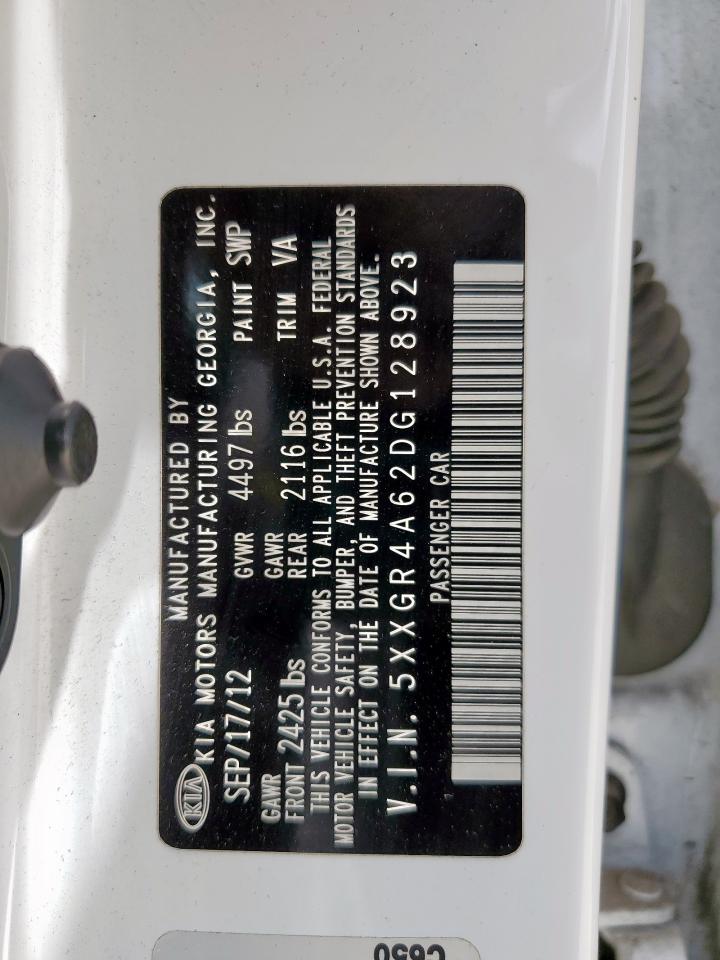 MANUFACTURED BY
KIA KIA MOTORS MANUFACTURING GEORGIA, INC.
SEP/17/12 GVWR 4497 lbs PAINT SWP
GAWR GAWR
FRONT 2425 lbs REAR 2116 lbs TRIM VA
THIS VEHICLE CONFORMS TO ALL APPLICABLE U.S.A. FEDERAL
MOTOR VEHICLE SAFETY, BUMPER, AND THEFT PREVENTION STANDARDS
IN EFFECT ON THE DATE OF MANUFACTURE SHOWN ABOVE.
V.I.N. 5XXGR4A62DG128923
PASSENGER CAR